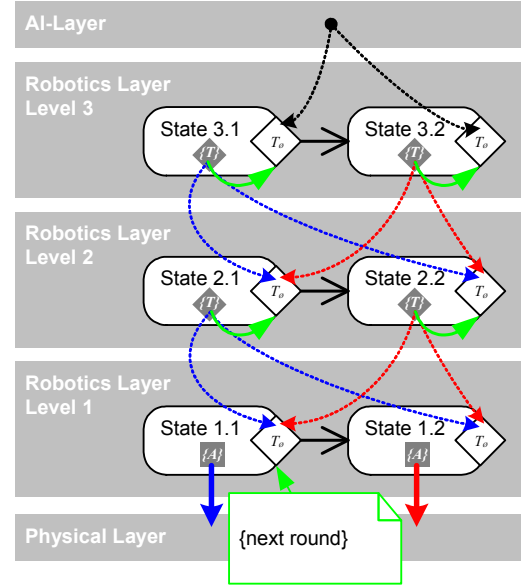 AI-Layer
Robotics Layer
Level 3
State 3.1
Tø
State 3.2
Tø
{T}
{T}
Robotics Layer
Level 2
State 2.1
Tø
State 2.2
Tø
{T}
{T}
Robotics Layer
Level 1
State 1.1
Tø
State 1.2
Tø
{A}
{A}
Physical Layer
{next round}